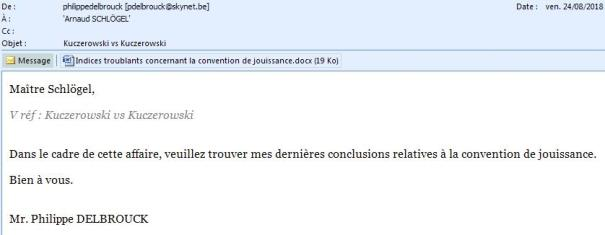 De : philippedelbrouck [pdelbrouck@skynet.be] Date : ven. 24/08/2018
À : 'Arnaud SCHLÖGEL'
Cc :
Objet : Kuczerowski vs Kuczerowski
Message Indices troublants concernant la convention de jouissance.docx (19 Ko)
Maître Schlögel,
V réf : Kuczerowski vs Kuczerowski
Dans le cadre de cette affaire, veuillez trouver mes dernières conclusions relatives à la convention de jouissance.
Bien à vous.
Mr. Philippe DELBROUCK